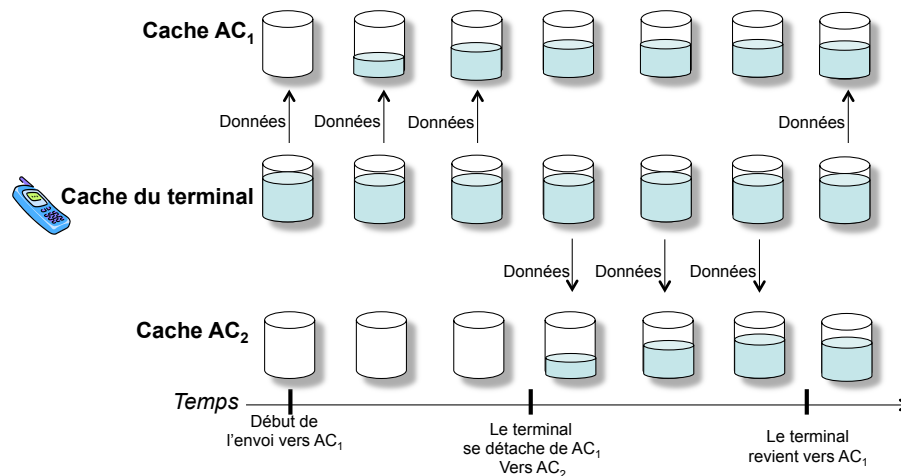 Cache AC1
Données Données Données Données
Cache du terminal
Données Données Données
Cache AC2
Temps
Début de
l'envoi vers AC1
Le terminal
se détache de AC1
Vers AC2
Le terminal
revient vers AC1